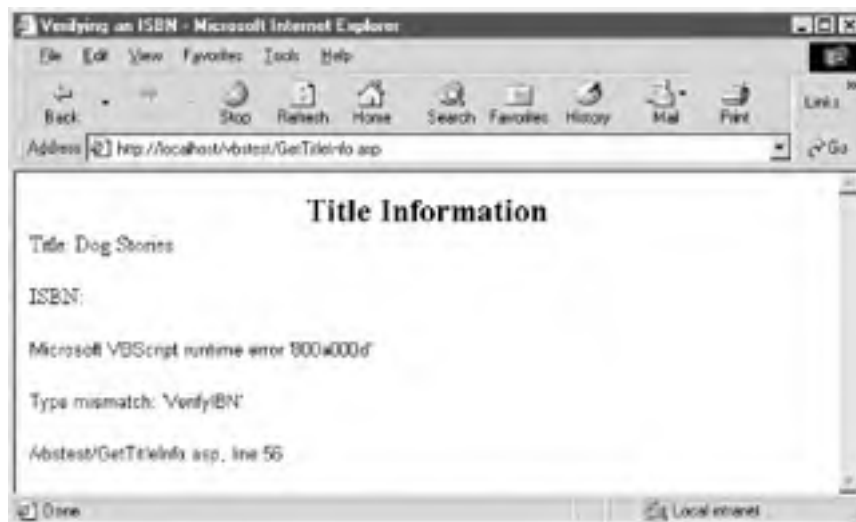 Verifying an ISBN - Microsoft Internet Explorer
File Edit View Favorites Tools Help
Back Stop Refresh Home Search Favorites History Mail Print Links »
Address http://localhost/vbstest/GetTitleInfo.asp Go
Title Information
Title: Dog Stories
ISBN:
Microsoft VBScript runtime error '800a000d'
Type mismatch: 'VerifyIBN'
/vbstest/GetTitleInfo.asp, line 56
Done Local intranet